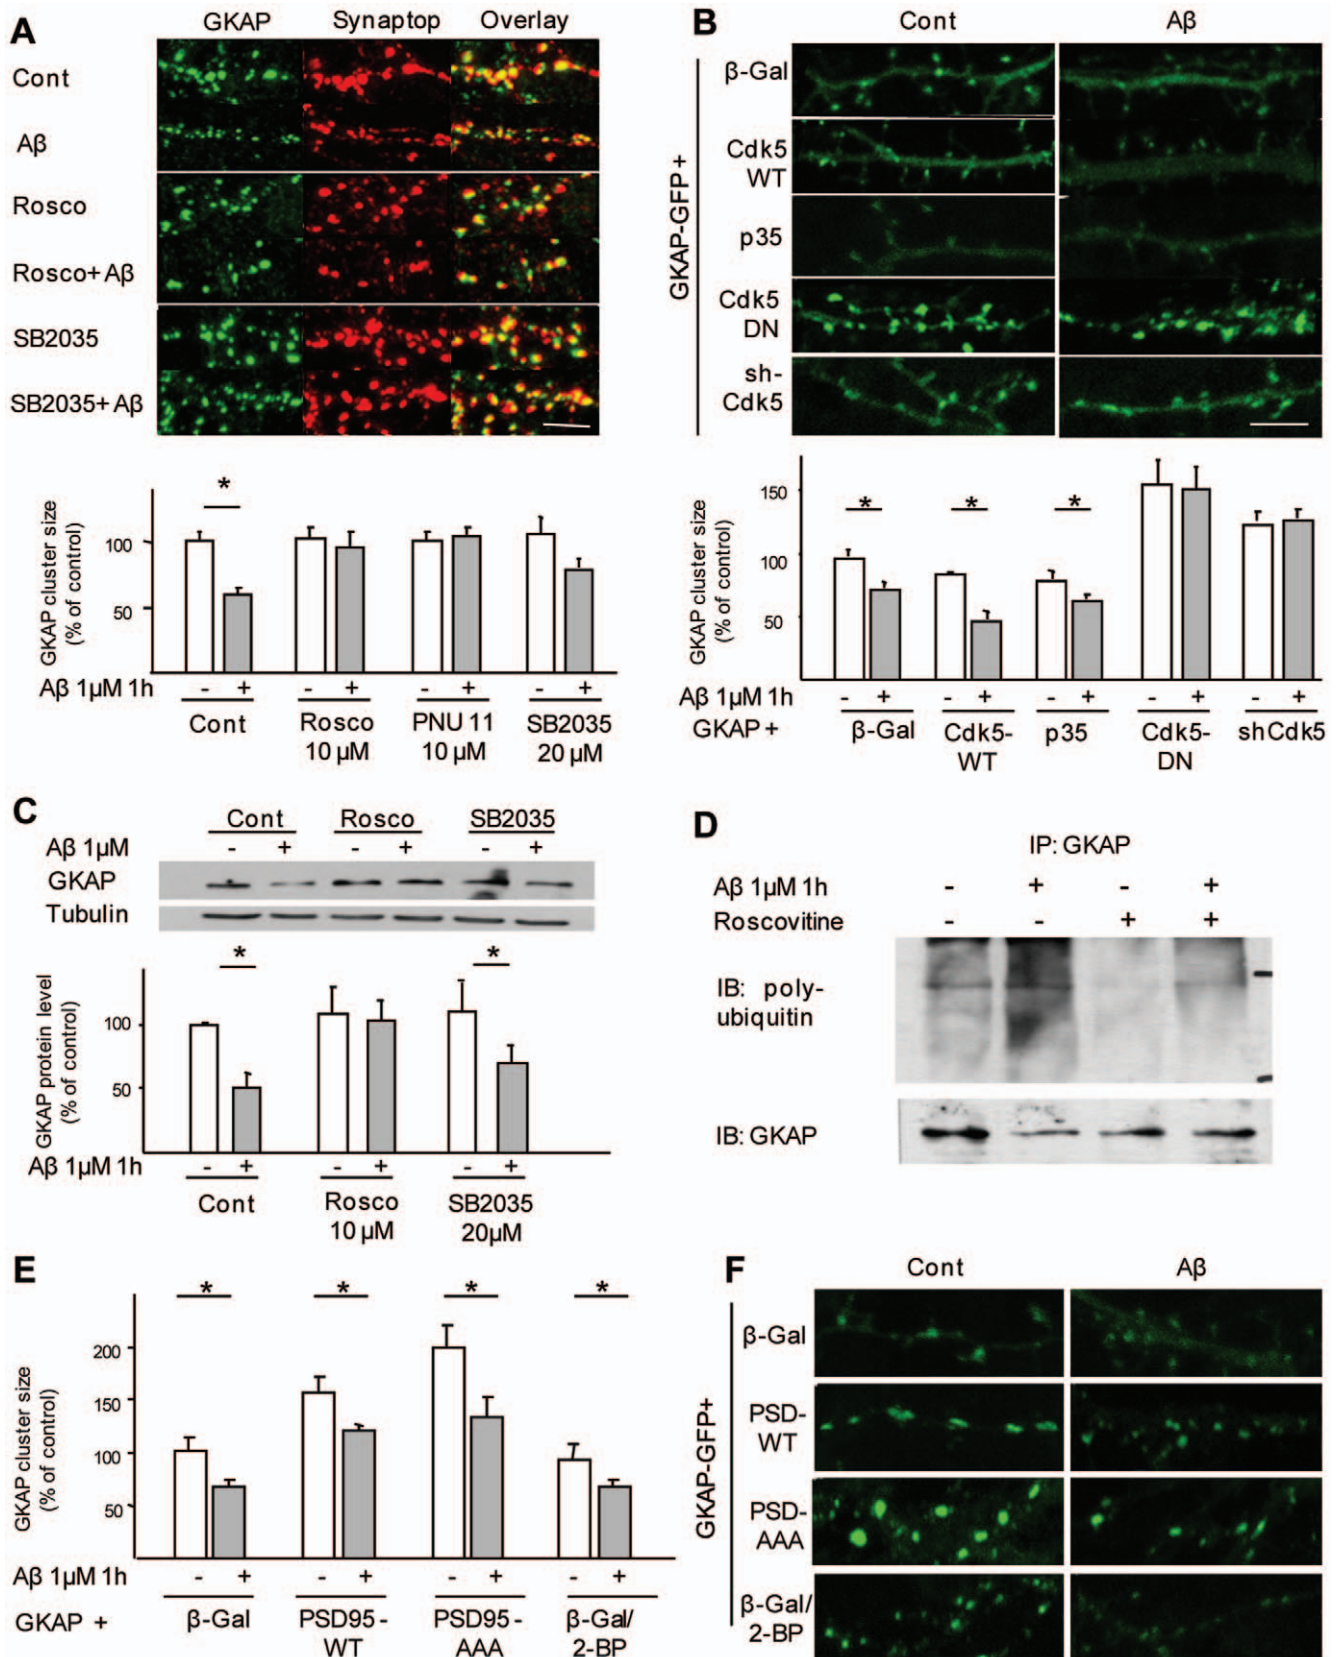 A
GKAP Synaptop Overlay
Cont
Aβ
Rosco
Rosco+Aβ
SB2035
SB2035+Aβ
GKAP cluster size
(% of control)
100
50
*
Aβ 1µM 1h - + - + - + - +
Cont Rosco PNU 11 SB2035
10 µM 10 µM 20 µM
B
Cont Aβ
GKAP-GFP +
β-Gal
Cdk5
WT
p35
Cdk5
DN
sh-
Cdk5
GKAP cluster size
(% of control)
150
100
50
* * *
Aβ 1µM 1h - + - + - + - + - +
GKAP + β-Gal Cdk5- p35 Cdk5- shCdk5
WT DN
C
Cont Rosco SB2035
Aβ 1µM - + - + - +
GKAP
Tubulin
GKAP protein level
(% of control)
100
50
* *
Aβ 1µM 1h - + - + - +
Cont Rosco SB2035
10 µM 20µM
D
IP: GKAP
Aβ 1µM 1h - + - +
Roscovitine - - + +
IB: poly-
ubiquitin
IB: GKAP
E
GKAP cluster size
(% of control)
200
150
100
50
* * * *
Aβ 1µM 1h - + - + - + - +
GKAP + β-Gal PSD95- PSD95- β-Gal/
WT AAA 2-BP
F
Cont Aβ
GKAP-GFP+
β-Gal
PSD-
WT
PSD-
AAA
β-Gal/
2-BP